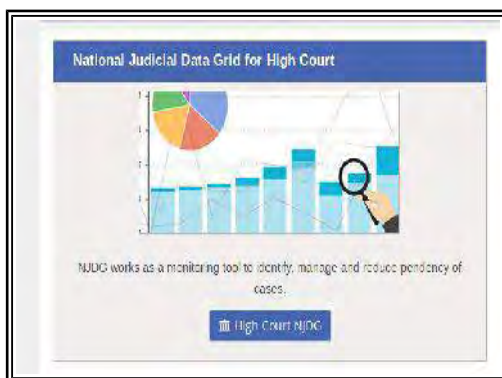 National Judicial Data Grid for High Court
NJDG works as a monitoring tool to identify, manage and reduce pendency of
cases.
High Court NJDG